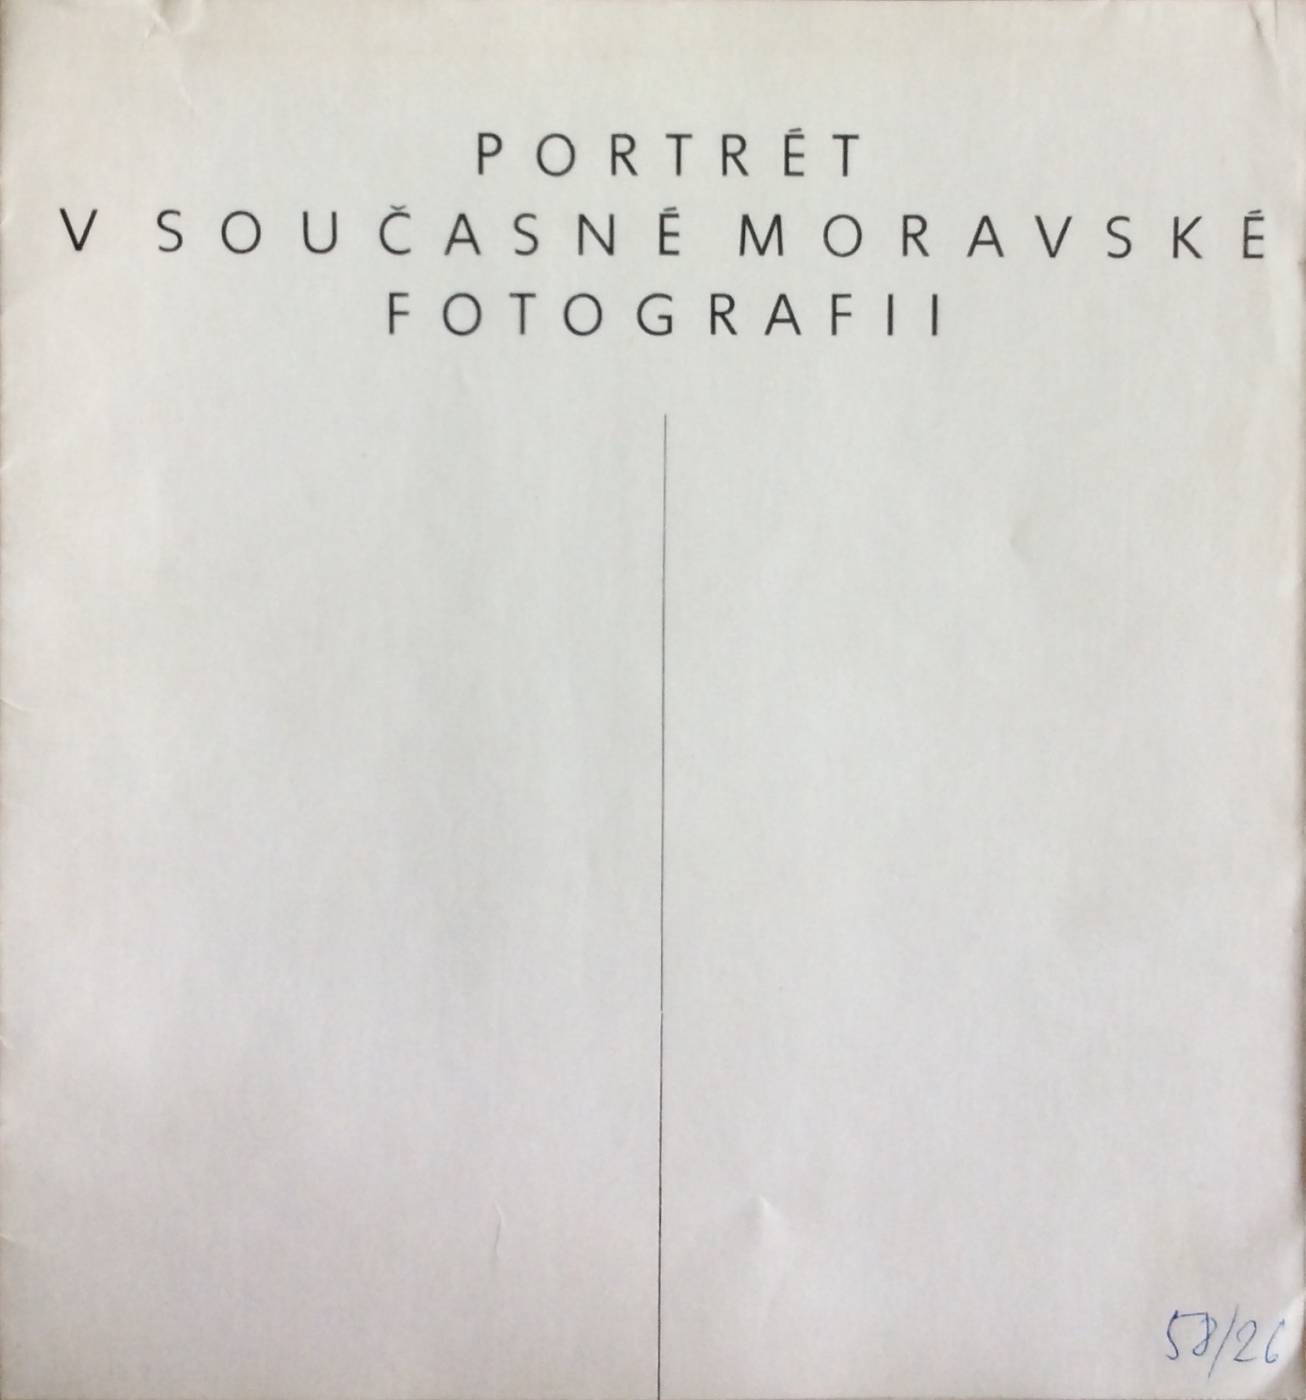 PORTRÉT
V SOUČASNÉ MORAVSKÉ
FOTOGRAFII
58/26